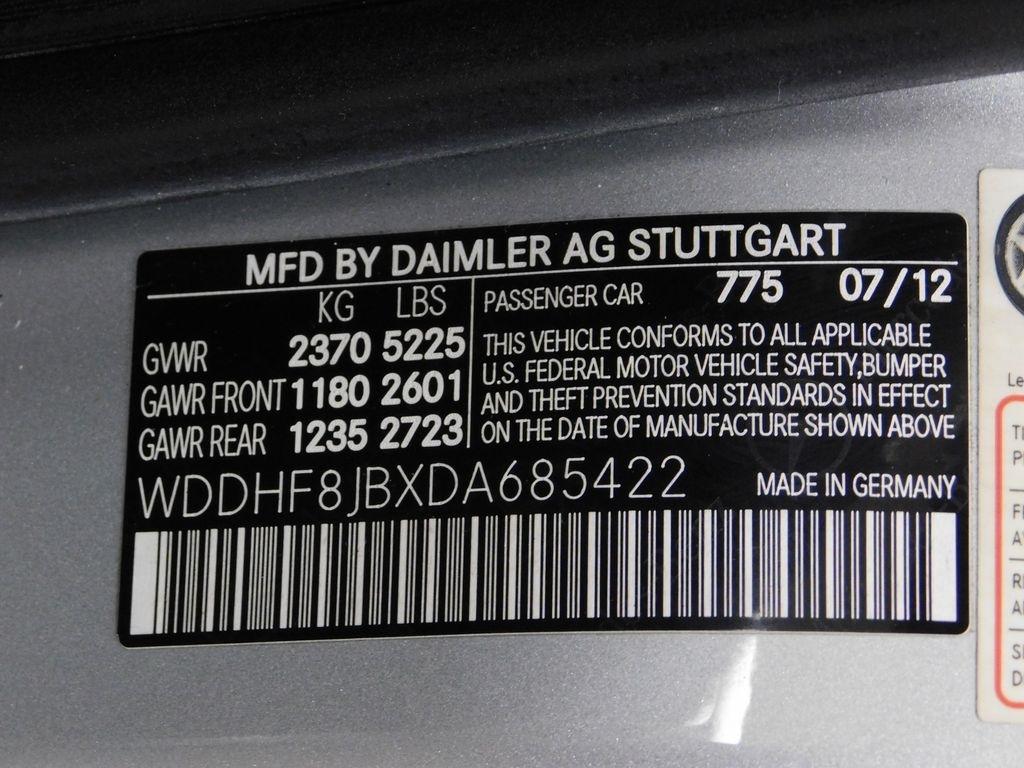 MFD BY DAIMLER AG STUTTGART
KG LBS
GVWR 2370 5225
GAWR FRONT 1180 2601
GAWR REAR 1235 2723
PASSENGER CAR 775 07/12
THIS VEHICLE CONFORMS TO ALL APPLICABLE
U.S. FEDERAL MOTOR VEHICLE SAFETY,BUMPER
AND THEFT PREVENTION STANDARDS IN EFFECT
ON THE DATE OF MANUFACTURE SHOWN ABOVE
WDDHF8JBXDA685422 MADE IN GERMANY
Le